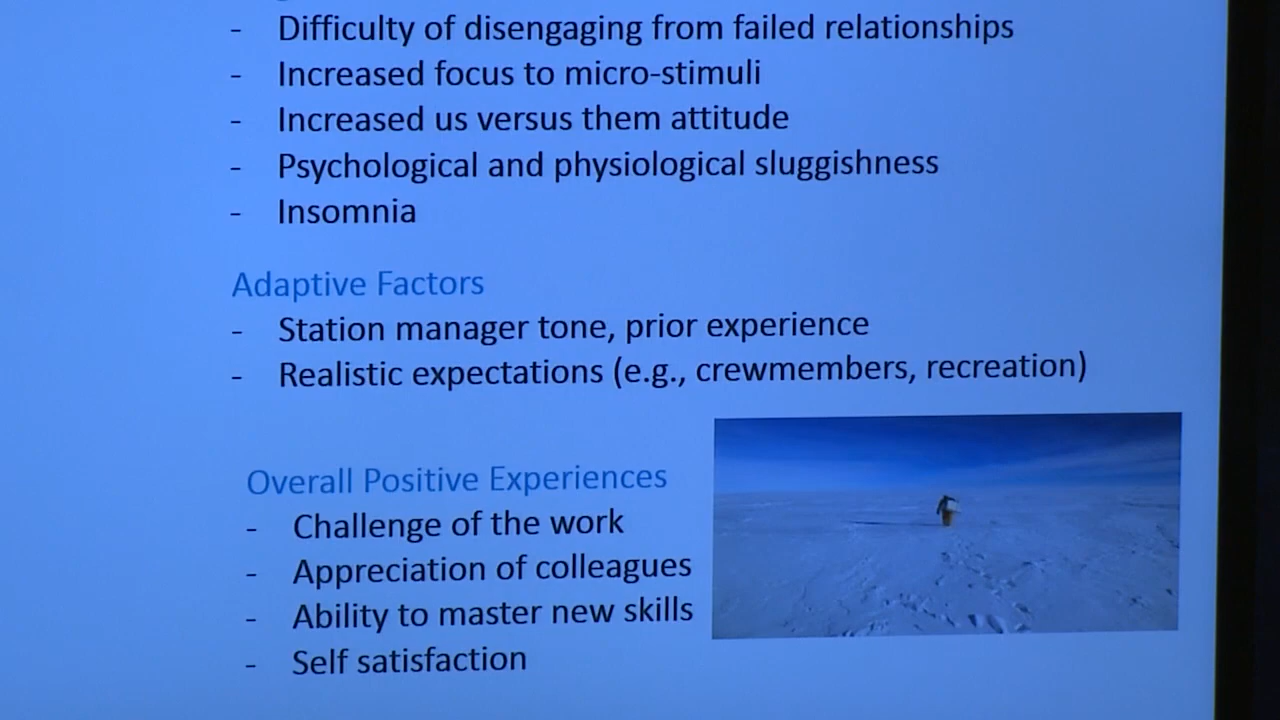 - Difficulty of disengaging from failed relationships
- Increased focus to micro-stimuli
- Increased us versus them attitude
- Psychological and physiological sluggishness
- Insomnia
Adaptive Factors
- Station manager tone, prior experience
- Realistic expectations (e.g., crewmembers, recreation)
Overall Positive Experiences
- Challenge of the work
- Appreciation of colleagues
- Ability to master new skills
- Self satisfaction